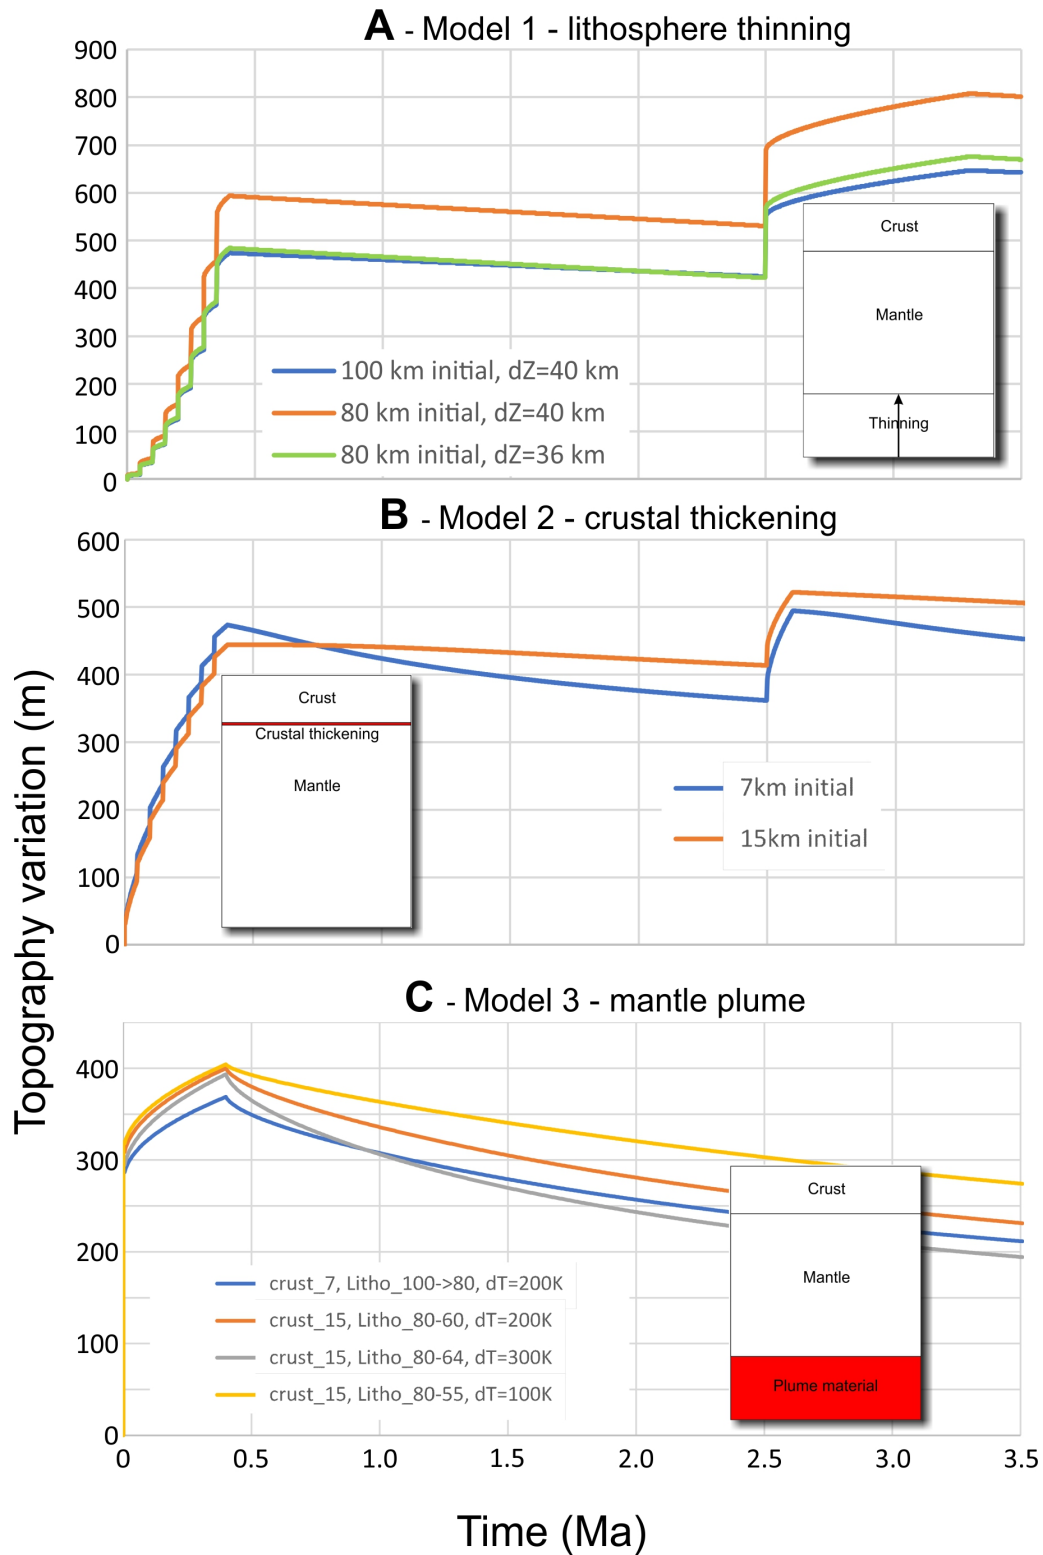 A - Model 1 - lithosphere thinning
900
800
700
600
500
400
300
200
100
0
100 km initial, dZ=40 km
80 km initial, dZ=40 km
80 km initial, dZ=36 km
Crust
Mantle
Thinning
B - Model 2 - crustal thickening
600
500
400
300
200
100
0
Crust
Crustal thickening
Mantle
7km initial
15km initial
Topography variation (m)
C - Model 3 - mantle plume
400
300
200
100
0
crust_7, Litho_100->80, dT=200K
crust_15, Litho_80-60, dT=200K
crust_15, Litho_80-64, dT=300K
crust_15, Litho_80-55, dT=100K
Crust
Mantle
Plume material
0 0.5 1.0 1.5 2.0 2.5 3.0 3.5
Time (Ma)